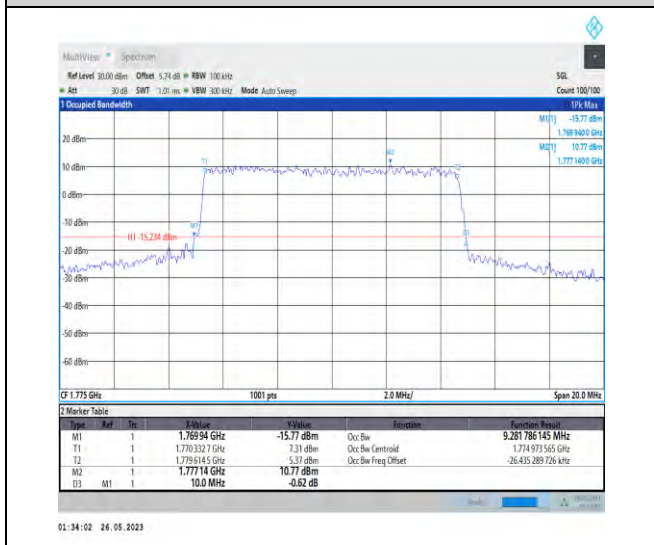 MultiView Spectrum
Ref Level 30.00 dBm Offset 5.74 dB RBW 100 kHz SGL
Att 30 dB SWT 1.01 ms VBW 300 kHz Mode Auto Sweep Count 100/100
1 Occupied Bandwidth 1Pk Max
M1[1] -15.77 dBm
1.769 940 0 GHz
20 dBm M2[1] 10.77 dBm
1.777 140 0 GHz
M2
T1
10 dBm
0 dBm
-10 dBm
M1
H1 -15.234 dBm
-20 dBm
-30 dBm
-40 dBm
-50 dBm
-60 dBm
CF 1.775 GHz 1001 pts 2.0 MHz/ Span 20.0 MHz
2 Marker Table
Type Ref Trc X-Value Y-Value Function Function Result
M1 1 1.76994 GHz -15.77 dBm Occ Bw 9.281 786 145 MHz
T1 1 1.770 332 7 GHz 7.31 dBm Occ Bw Centroid 1.774 973 565 GHz
T2 1 1.779 614 5 GHz 5.37 dBm Occ Bw Freq Offset -26.435 289 726 kHz
M2 1 1.77714 GHz 10.77 dBm
D3 M1 1 10.0 MHz -0.62 dB
01:34:02 26.05.2023